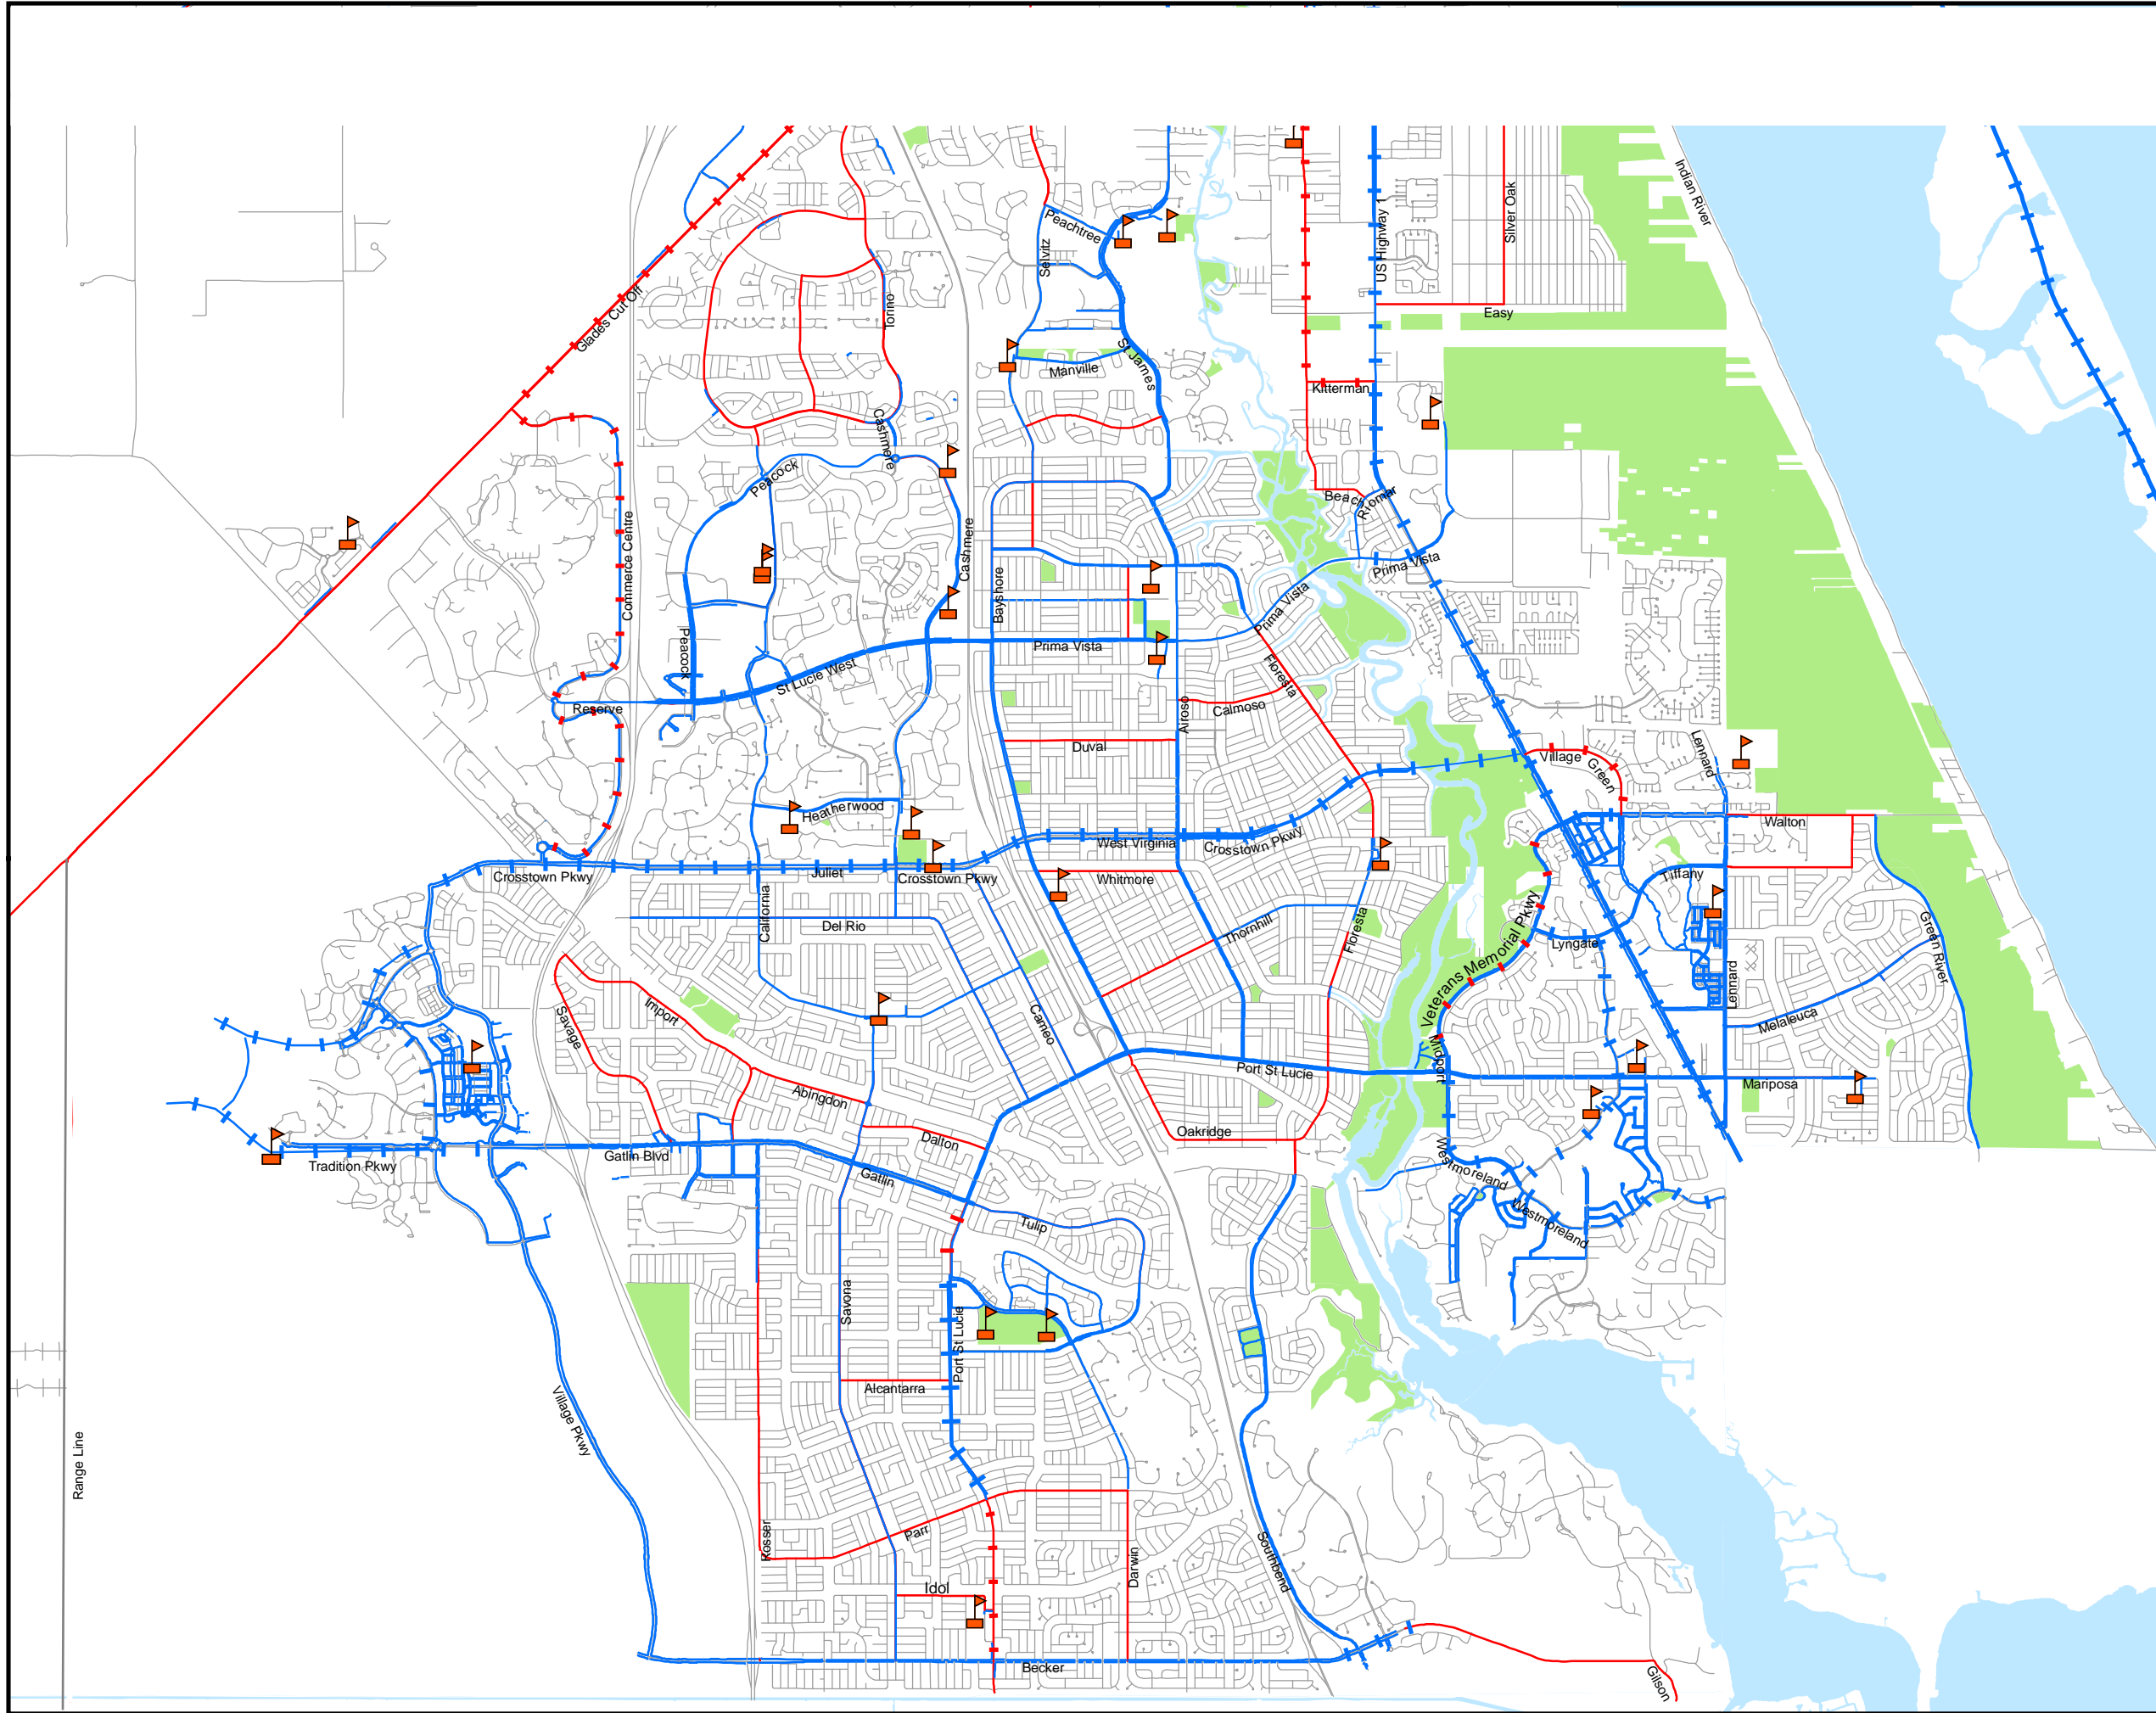 Indian River
Silver Oak
Peachtree
US Highway 1
Selvitz
Torino
Glades Cut Off
Easy
St James
Manville
Kitterman
Cashmere
Peacock
Beach
Riomar
Commerce Centre
Cashmere
Prima Vista
Bayshore
Prima Vista
Peacock
Prima Vista
St Lucie West
Floresta
Reserve
Calmoso
Airoso
Duval
Village Green
Lennard
Heatherwood
Walton
West Virginia
Crosstown Pkwy
Crosstown Pkwy
Juliet
Crosstown Pkwy
Whitmore
Tiffany
California
Del Rio
Thornhill
Floresta
Veterans Memorial Pkwy
Lyngate
Green River
Import
Savage
Cameo
Lennard
Melaleuca
Midport
Port St Lucie
Mariposa
Abingdon
Dalton
Oakridge
Gatlin Blvd
Tradition Pkwy
Gatlin
Westmoreland
Westmoreland
Tulip
Savona
Port St Lucie
Alcantarra
Village Pkwy
Range Line
Rosser
Parr
Darwin
Southbend
Idol
Becker
Gilson